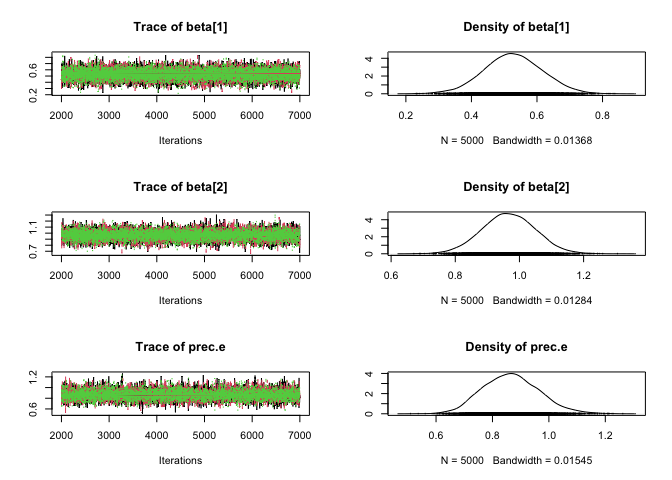 Trace of beta[1]
0.2 0.6
2000 3000 4000 5000 6000 7000
Iterations
Density of beta[1]
0 2 4
0.2 0.4 0.6 0.8
N = 5000 Bandwidth = 0.01368
Trace of beta[2]
0.7 1.1
2000 3000 4000 5000 6000 7000
Iterations
Density of beta[2]
0 2 4
0.6 0.8 1.0 1.2
N = 5000 Bandwidth = 0.01284
Trace of prec.e
0.6 1.2
2000 3000 4000 5000 6000 7000
Iterations
Density of prec.e
0 1 2 3 4
0.6 0.8 1.0 1.2
N = 5000 Bandwidth = 0.01545